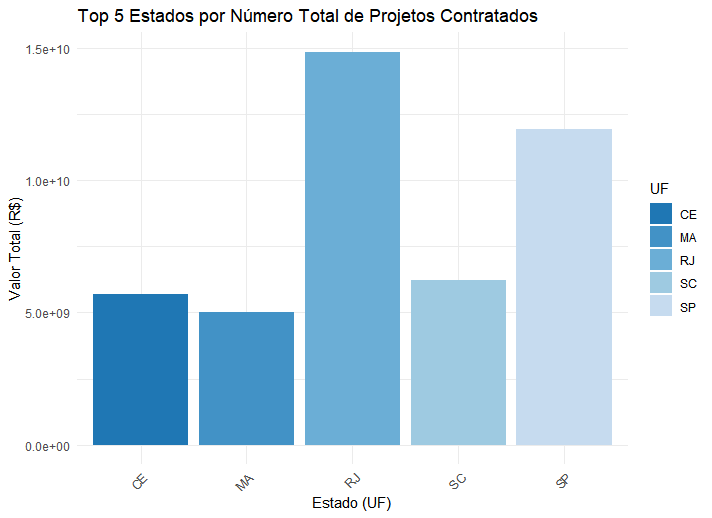 Top 5 Estados por Número Total de Projetos Contratados
Valor Total (R$)
1.5e+10
1.0e+10
5.0e+09
0.0e+00
CE
MA
RJ
SC
SP
Estado (UF)
UF
CE
MA
RJ
SC
SP